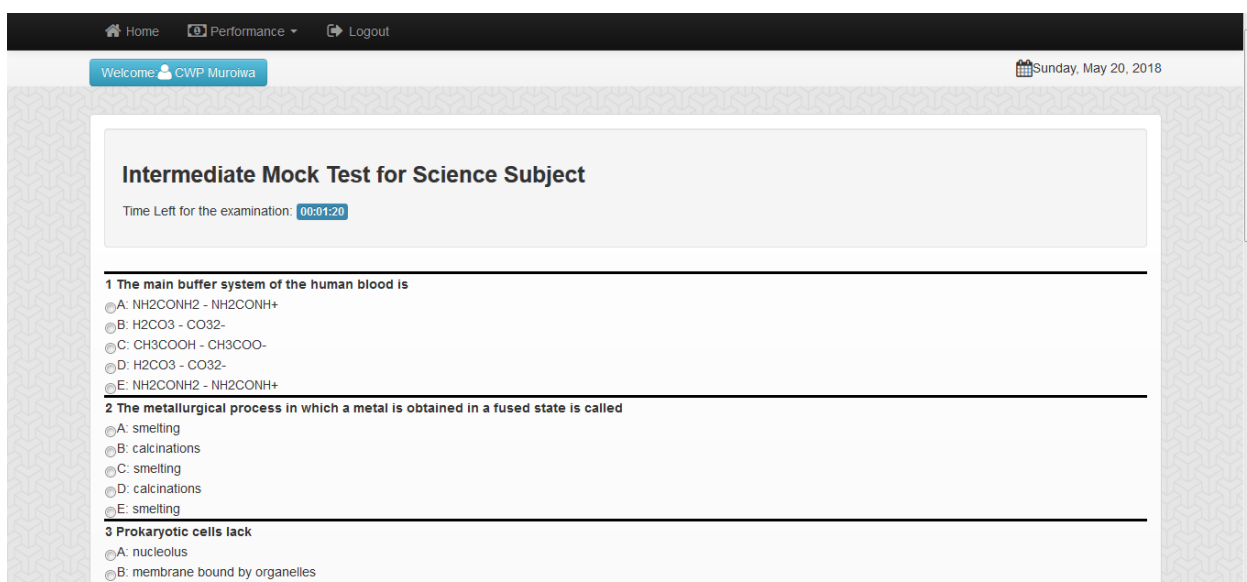 Home Performance Logout
Welcome CWP Muroiwa
Sunday, May 20, 2018
Intermediate Mock Test for Science Subject
Time Left for the examination: 00:01:20
1 The main buffer system of the human blood is
A: NH2CONH2 - NH2CONH+
B: H2CO3 - CO32-
C: CH3COOH - CH3COO-
D: H2CO3 - CO32-
E: NH2CONH2 - NH2CONH+
2 The metallurgical process in which a metal is obtained in a fused state is called
A: smelting
B: calcinations
C: smelting
D: calcinations
E: smelting
3 Prokaryotic cells lack
A: nucleolus
B: membrane bound by organelles